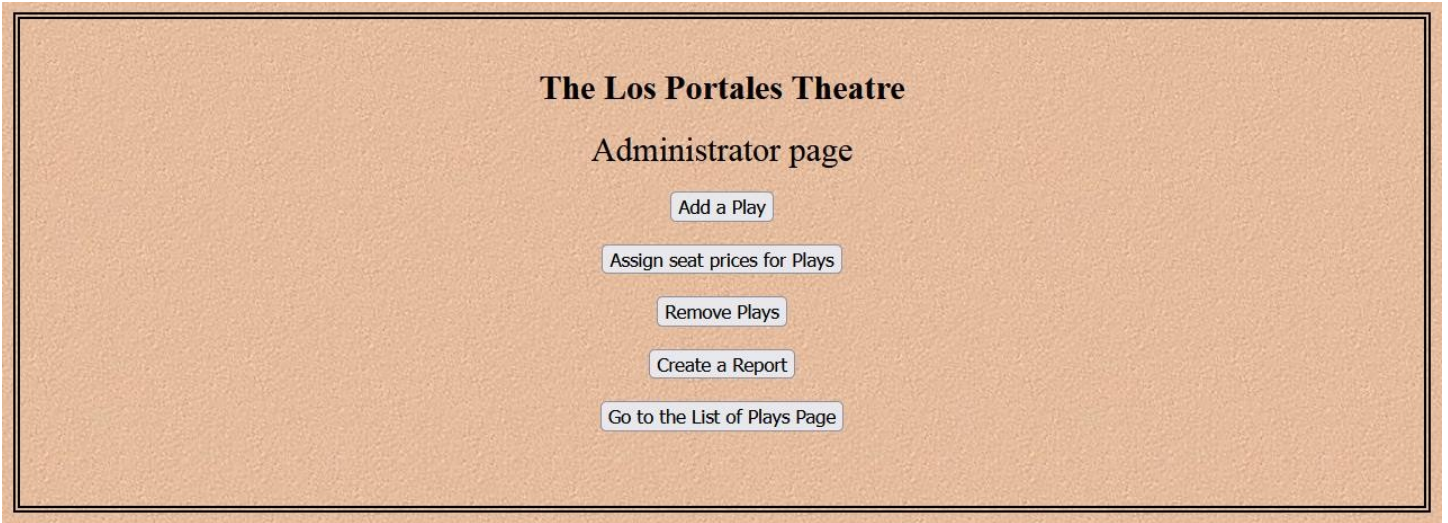 The Los Portales Theatre
Administrator page
Add a Play
Assign seat prices for Plays
Remove Plays
Create a Report
Go to the List of Plays Page